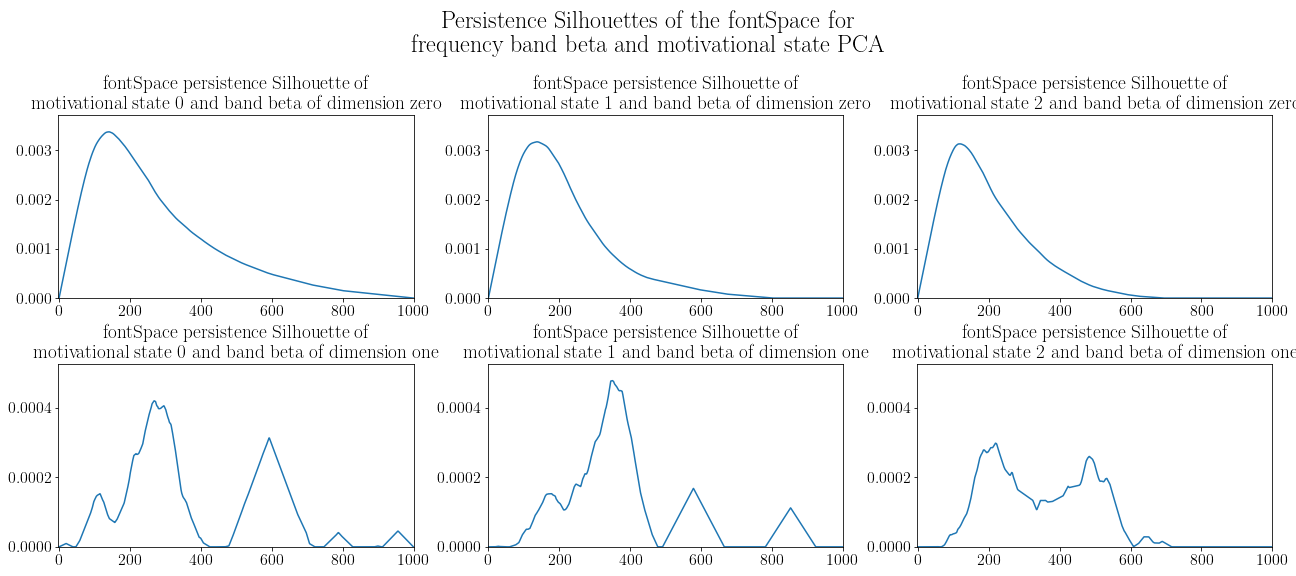 Persistence Silhouettes of the fontSpace for
frequency band beta and motivational state PCA
fontSpace persistence Silhouette of
motivational state 0 and band beta of dimension zero
fontSpace persistence Silhouette of
motivational state 1 and band beta of dimension zero
fontSpace persistence Silhouette of
motivational state 2 and band beta of dimension zero
0.003
0.002
0.001
0.000
0 200 400 600 800 1000
0.003
0.002
0.001
0.000
0 200 400 600 800 1000
0.003
0.002
0.001
0.000
0 200 400 600 800 1000
fontSpace persistence Silhouette of
motivational state 0 and band beta of dimension one
fontSpace persistence Silhouette of
motivational state 1 and band beta of dimension one
fontSpace persistence Silhouette of
motivational state 2 and band beta of dimension one
0.0004
0.0002
0.0000
0 200 400 600 800 1000
0.0004
0.0002
0.0000
0 200 400 600 800 1000
0.0004
0.0002
0.0000
0 200 400 600 800 1000